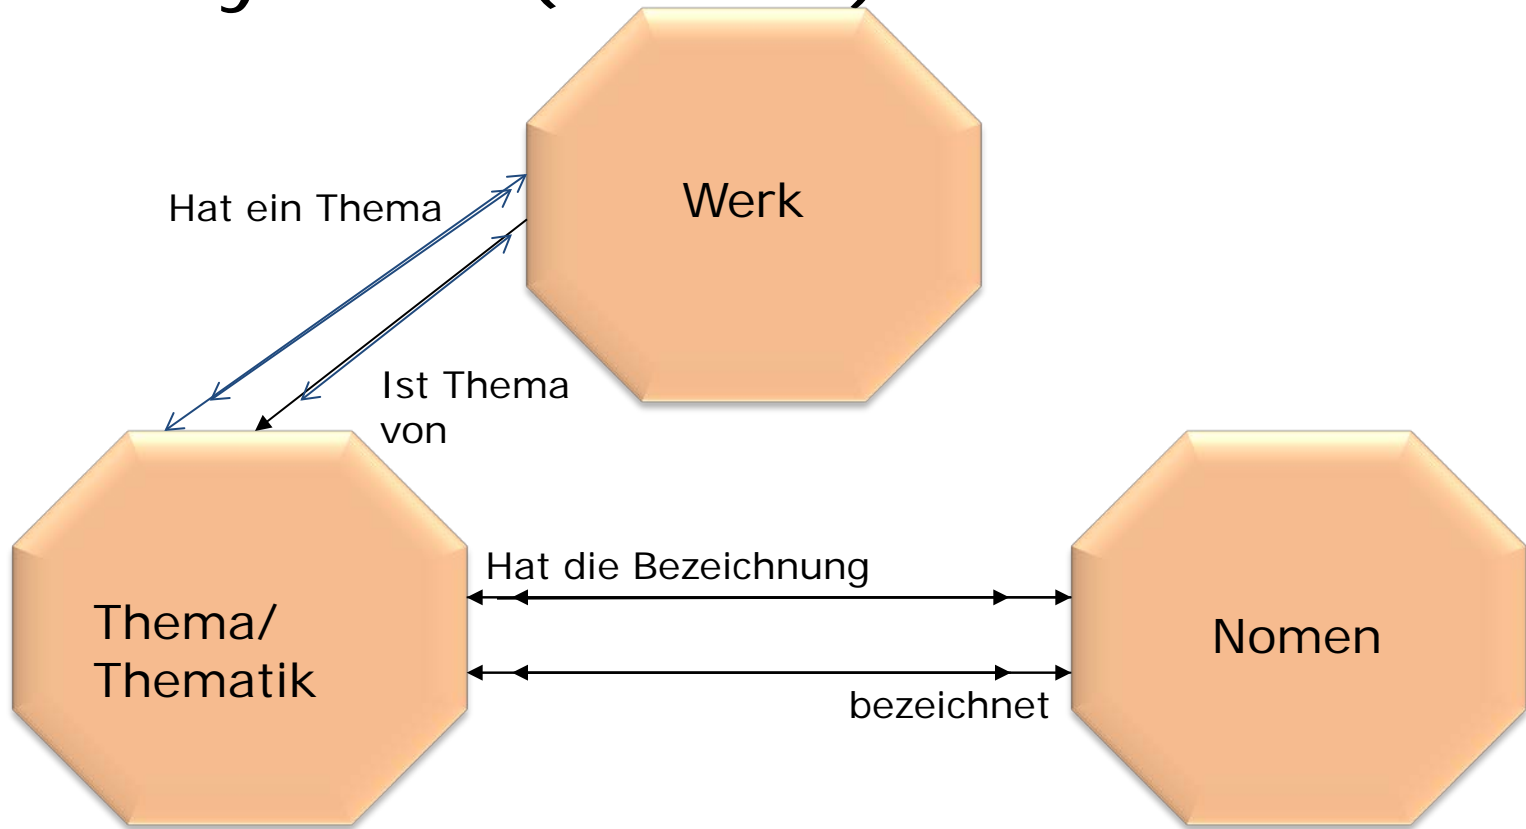 Werk
Hat ein Thema
Ist Thema
von
Hat die Bezeichnung
Thema/
Thematik
Nomen
bezeichnet